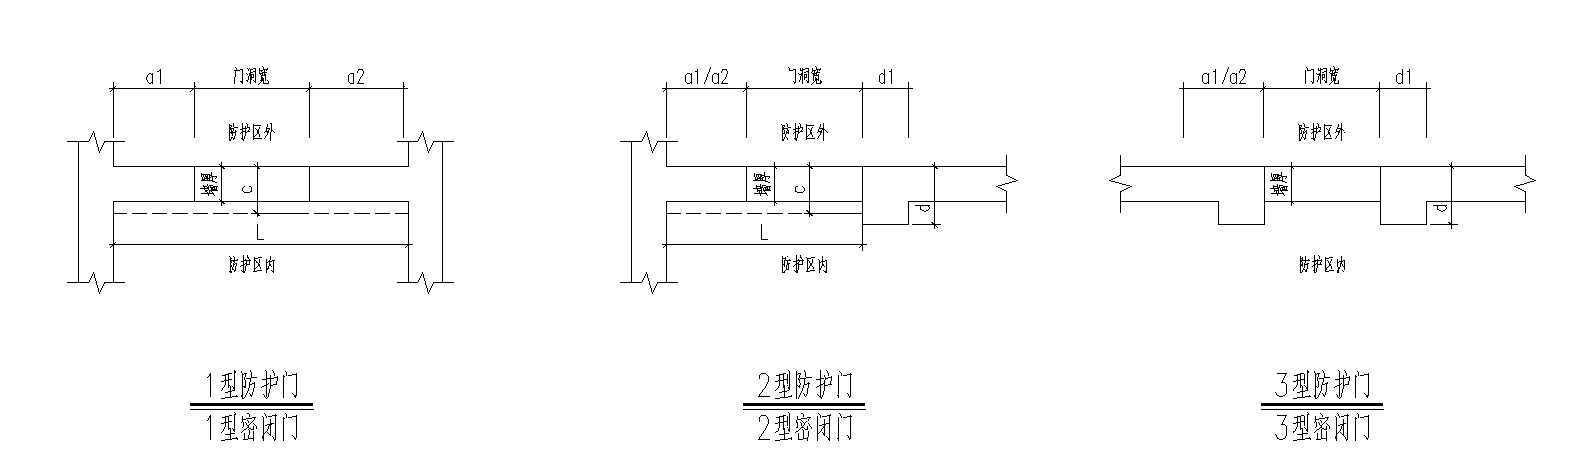 a1 门洞宽 a2
防护区外
墙厚 c
L
防护区内
1型防护门
1型密闭门
a1/a2 门洞宽 d1
防护区外
墙厚 c d
L
防护区内
2型防护门
2型密闭门
a1/a2 门洞宽 d1
防护区外
墙厚 d
防护区内
3型防护门
3型密闭门